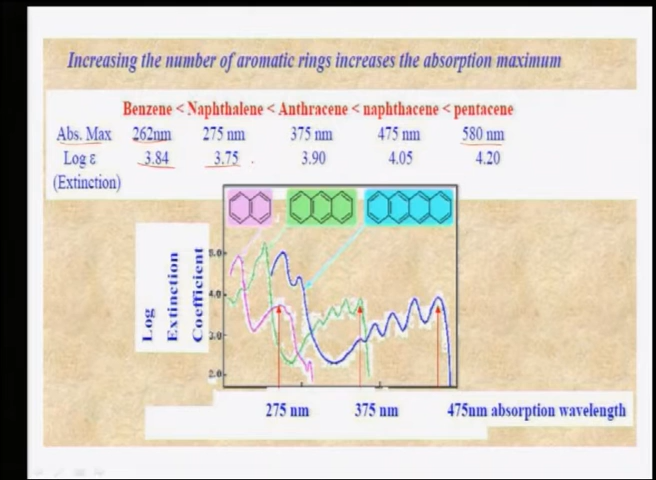 Increasing the number of aromatic rings increases the absorption maximum
Benzene < Naphthalene < Anthracene < naphthacene < pentacene
Abs. Max 262nm 275 nm 375 nm 475 nm 580 nm
Log ε 3.84 3.75 3.90 4.05 4.20
(Extinction)
Log
Extinction
Coefficient
5.0
4.0
3.0
2.0
275 nm 375 nm 475nm absorption wavelength